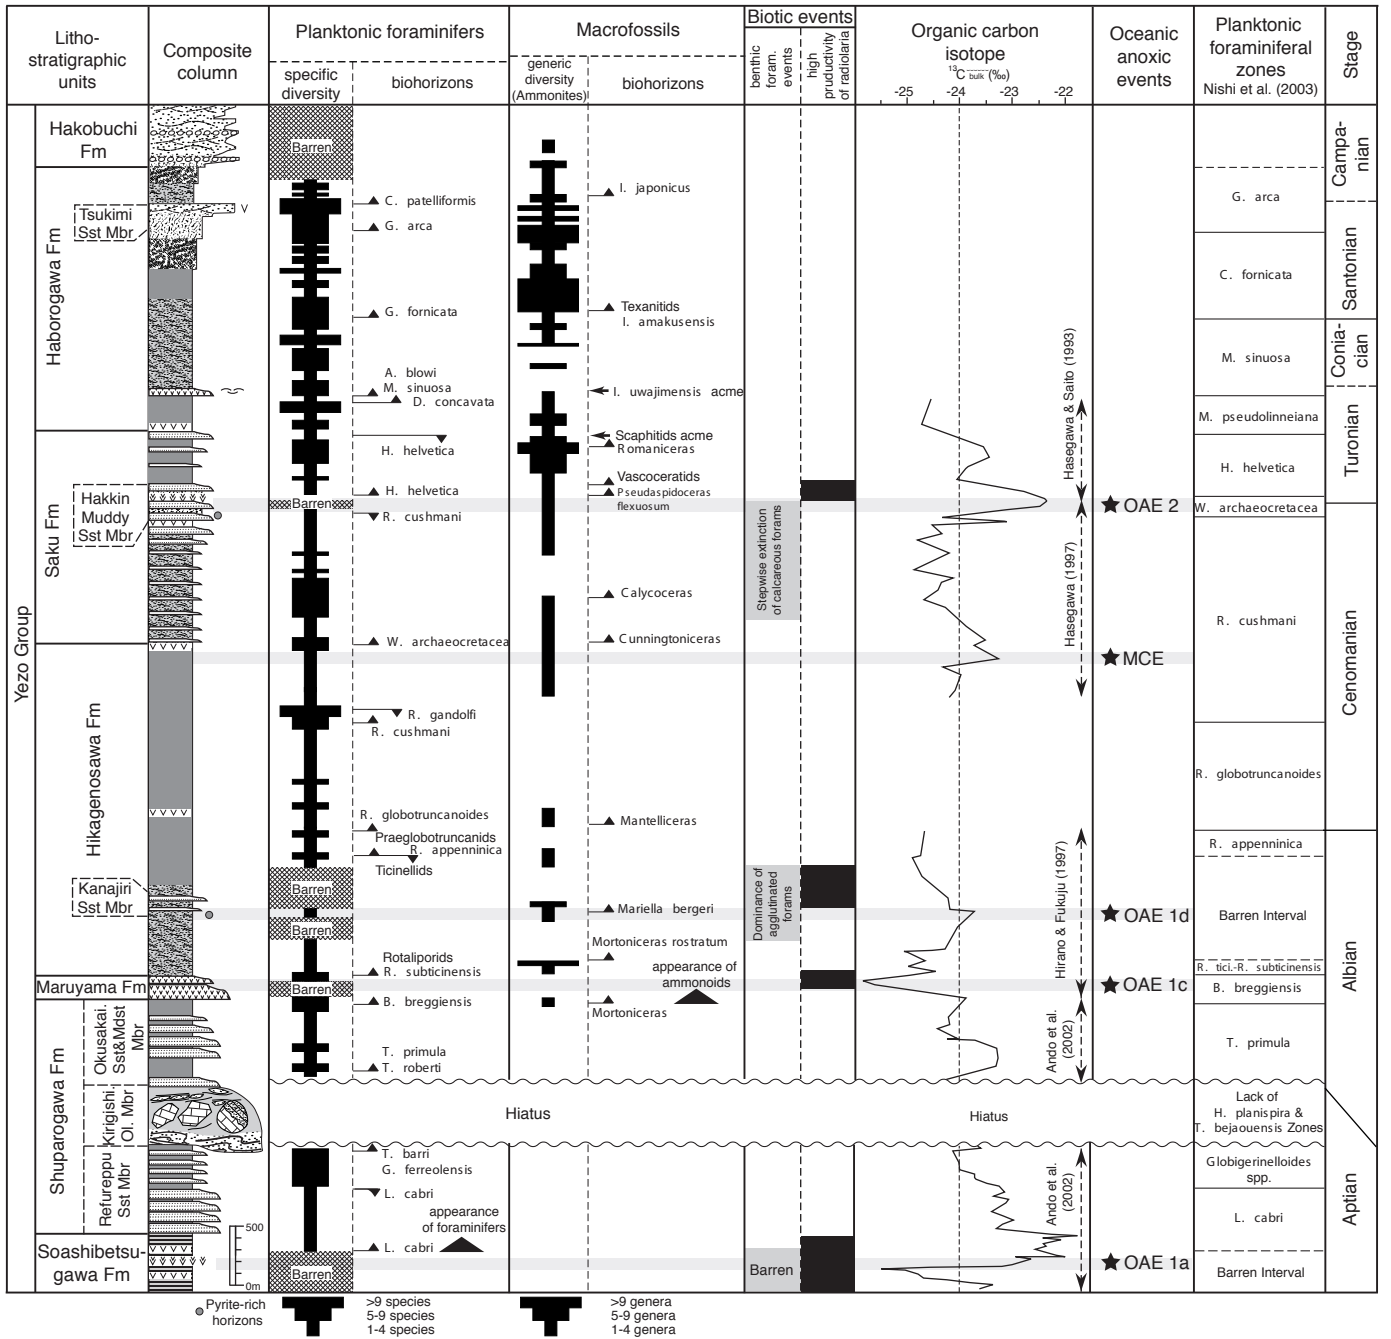 Litho-
stratigraphic
units
Composite
column
Planktonic foraminifers
specific
diversity
biohorizons
Macrofossils
generic
diversity
(Ammonites)
biohorizons
Biotic events
benthic
foram.
events
high
pruductivity
of radiolaria
Organic carbon
isotope
13C bulk (‰)
-25 -24 -23 -22
Oceanic
anoxic
events
Planktonic
foraminiferal
zones
Nishi et al. (2003)
Stage
Yezo Group
Hakobuchi
Fm
Haborogawa Fm
Tsukimi
Sst Mbr
Saku Fm
Hakkin
Muddy
Sst Mbr
Hikagenosawa Fm
Kanajiri
Sst Mbr
Maruyama Fm
Shuparogawa Fm
Okusakai.
Sst&Mdst
Mbr
Kirigishi.
Ol. Mbr
Refureppu
Sst Mbr
Soashibetsu-
gawa Fm
500
0m
Barren
C. patelliformis
G. arca
G. fornicata
A. blowi
M. sinuosa
D. concavata
H. helvetica
H. helvetica
Barren
R. cushmani
W. archaeocretacea
R. gandolfi
R. cushmani
R. globotruncanoides
Praeglobotruncanids
R. appenninica
Ticinellids
Barren
Barren
Rotaliporids
R. subticinensis
Barren
B. breggiensis
T. primula
T. roberti
Hiatus
T. barri
G. ferreolensis
L. cabri
appearance
of foraminifers
L. cabri
Barren
I. japonicus
Texanitids
I. amakusensis
I. uwajimensis acme
Scaphitids acme
Romaniceras
Vascoceratids
Pseudaspidoceras
flexuosum
Calycoceras
Cunningtoniceras
Mantelliceras
Mariella bergeri
Mortoniceras rostratum
appearance of
ammonoids
Mortoniceras
Stepwise extinction
of calcareous forams
Dominance of
agglutinated
forams
Barren
Hasegawa & Saito (1993)
Hasegawa (1997)
Hirano & Fukuju (1997)
Ando et al.
(2002)
Hiatus
Ando et al.
(2002)
OAE 2
MCE
OAE 1d
OAE 1c
OAE 1a
G. arca
C. fornicata
M. sinuosa
M. pseudolinneiana
H. helvetica
W. archaeocretacea
R. cushmani
R. globotruncanoides
R. appenninica
Barren Interval
R. tici.-R. subticinensis
B. breggiensis
T. primula
Lack of
H. planispira &
T. bejaouensis Zones
Globigerinelloides
spp.
L. cabri
Barren Interval
Campa-
nian
Santonian
Conia-
cian
Turonian
Cenomanian
Albian
Aptian
Pyrite-rich
horizons
>9 species
5-9 species
1-4 species
>9 genera
5-9 genera
1-4 genera